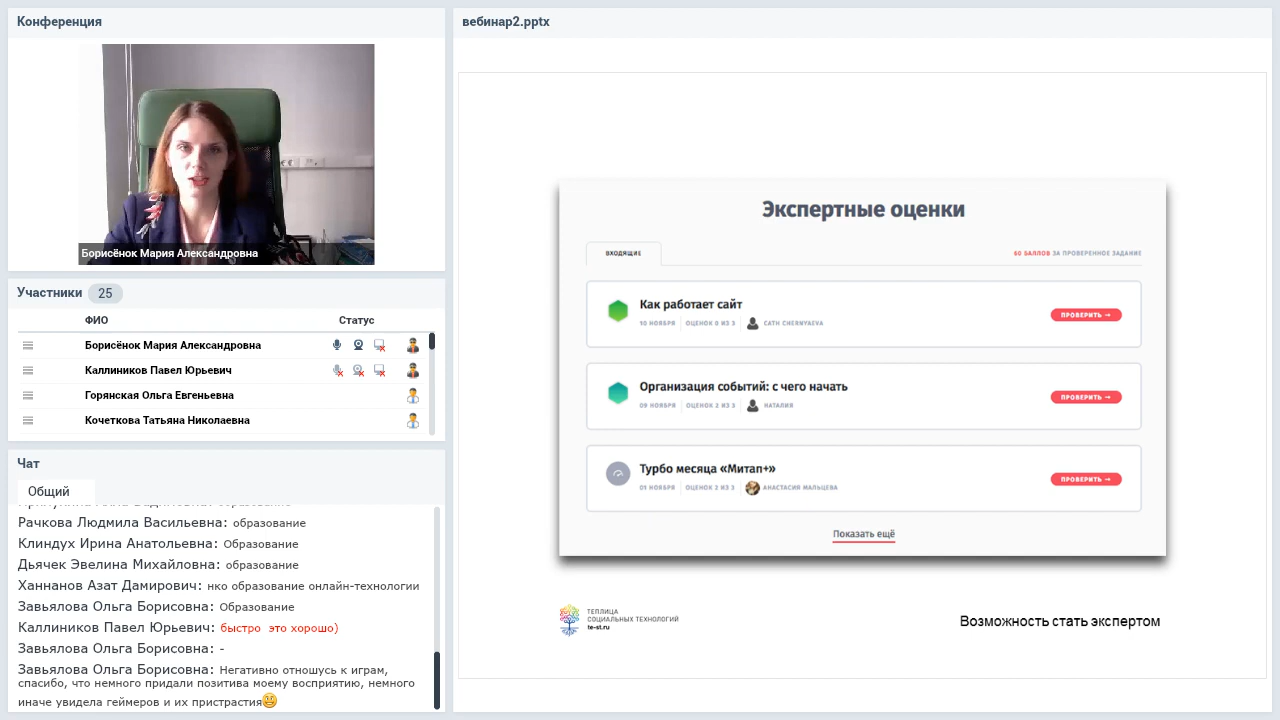 Конференция
Борисёнок Мария Александровна
Участники 25
ФИО Статус
Борисёнок Мария Александровна
Каллиников Павел Юрьевич
Горянская Ольга Евгеньевна
Кочеткова Татьяна Николаевна
Чат
Общий
Рачкова Людмила Васильевна: образование
Клиндух Ирина Анатольевна: Образование
Дьячек Эвелина Михайловна: образование
Ханнанов Азат Дамирович: нко образование онлайн-технологии
Завьялова Ольга Борисовна: Образование
Каллиников Павел Юрьевич: быстро это хорошо)
Завьялова Ольга Борисовна: -
Завьялова Ольга Борисовна: Негативно отношусь к играм,
спасибо, что немного придали позитива моему восприятию, немного
иначе увидела геймеров и их пристрастия
вебинар2.pptx
Экспертные оценки
ВХОДЯЩИЕ
60 БАЛЛОВ ЗА ПРОВЕРЕННОЕ ЗАДАНИЕ
Как работает сайт
10 НОЯБРЯ ОЦЕНОК 0 ИЗ 3 CATH CHERNYAEVA
ПРОВЕРИТЬ →
Организация событий: с чего начать
09 НОЯБРЯ ОЦЕНОК 2 ИЗ 3 НАТАЛИЯ
ПРОВЕРИТЬ →
Турбо месяца «Митап+»
01 НОЯБРЯ ОЦЕНОК 2 ИЗ 3 АНАСТАСИЯ МАЛЬЦЕВА
ПРОВЕРИТЬ →
Показать ещё
ТЕПЛИЦА
СОЦИАЛЬНЫХ ТЕХНОЛОГИЙ
te-st.ru
Возможность стать экспертом